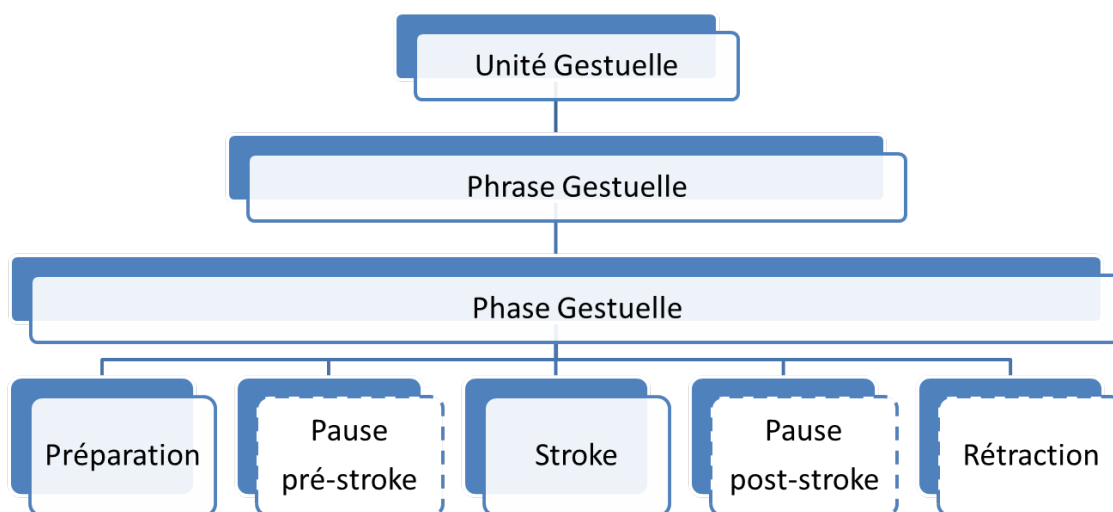 Unité Gestuelle
Phrase Gestuelle
Phase Gestuelle
Préparation
Pause
pré-stroke
Stroke
Pause
post-stroke
Rétraction